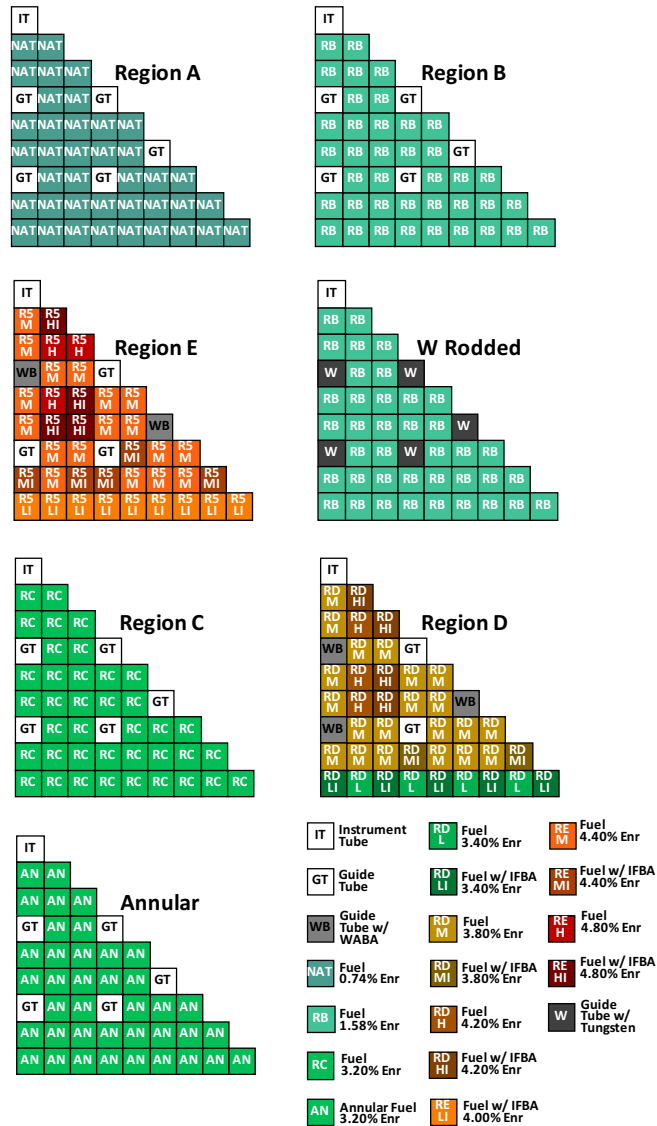 IT
NAT NAT
NAT NAT NAT
GT NAT NAT GT
NAT NAT NAT NAT NAT
NAT NAT NAT NAT NAT GT
GT NAT NAT GT NAT NAT NAT
NAT NAT NAT NAT NAT NAT NAT NAT
NAT NAT NAT NAT NAT NAT NAT NAT NAT
Region A
IT
RB RB
RB RB RB
GT RB RB GT
RB RB RB RB RB
RB RB RB RB RB GT
GT RB RB GT RB RB RB
RB RB RB RB RB RB RB RB
RB RB RB RB RB RB RB RB RB
Region B
IT
R5 R5
M HI
R5 R5 R5
M H H
WB R5 R5 GT
M M
R5 R5 R5 R5 R5
M H HI M M
R5 R5 R5 R5 R5 WB
M HI HI M M
GT R5 R5 GT R5 R5 R5
M M MI M M
R5 R5 R5 R5 R5 R5 R5 R5
MI M MI MI M M M MI
R5 R5 R5 R5 R5 R5 R5 R5 R5
LI LI LI LI LI LI LI LI LI
Region E
IT
RB RB
RB RB RB
W RB RB W
RB RB RB RB RB
RB RB RB RB RB W
W RB RB W RB RB RB
RB RB RB RB RB RB RB RB
RB RB RB RB RB RB RB RB RB
W Rodded
IT
RC RC
RC RC RC
GT RC RC GT
RC RC RC RC RC
RC RC RC RC RC GT
GT RC RC GT RC RC RC
RC RC RC RC RC RC RC RC
RC RC RC RC RC RC RC RC RC
Region C
IT
RD RD
M HI
RD RD RD
M H HI
WB RD RD GT
M M
RD RD RD RD RD
M H HI M M
RD RD RD RD RD WB
M H HI M M
WB RD RD GT RD RD RD
M M M M M
RD RD RD RD RD RD RD RD
M M M MI M M M MI
RD RD RD RD RD RD RD RD RD
LI L LI L LI L LI L LI
Region D
IT
AN AN
AN AN AN
GT AN AN GT
AN AN AN AN AN
AN AN AN AN AN GT
GT AN AN GT AN AN AN
AN AN AN AN AN AN AN AN
AN AN AN AN AN AN AN AN AN
Annular
IT Instrument
Tube
GT Guide
Tube
WB Guide
Tube w/
WABA
NAT Fuel
0.74% Enr
RB Fuel
1.58% Enr
RC Fuel
3.20% Enr
AN Annular Fuel
3.20% Enr
RD Fuel
L 3.40% Enr
RD Fuel w/ IFBA
LI 3.40% Enr
RD Fuel
M 3.80% Enr
RD Fuel w/ IFBA
MI 3.80% Enr
RD Fuel
H 4.20% Enr
RD Fuel w/ IFBA
HI 4.20% Enr
RE Fuel w/ IFBA
LI 4.00% Enr
RE Fuel
M 4.40% Enr
RE Fuel w/ IFBA
MI 4.40% Enr
RE Fuel
H 4.80% Enr
RE Fuel w/ IFBA
HI 4.80% Enr
W Guide
Tube w/
Tungsten